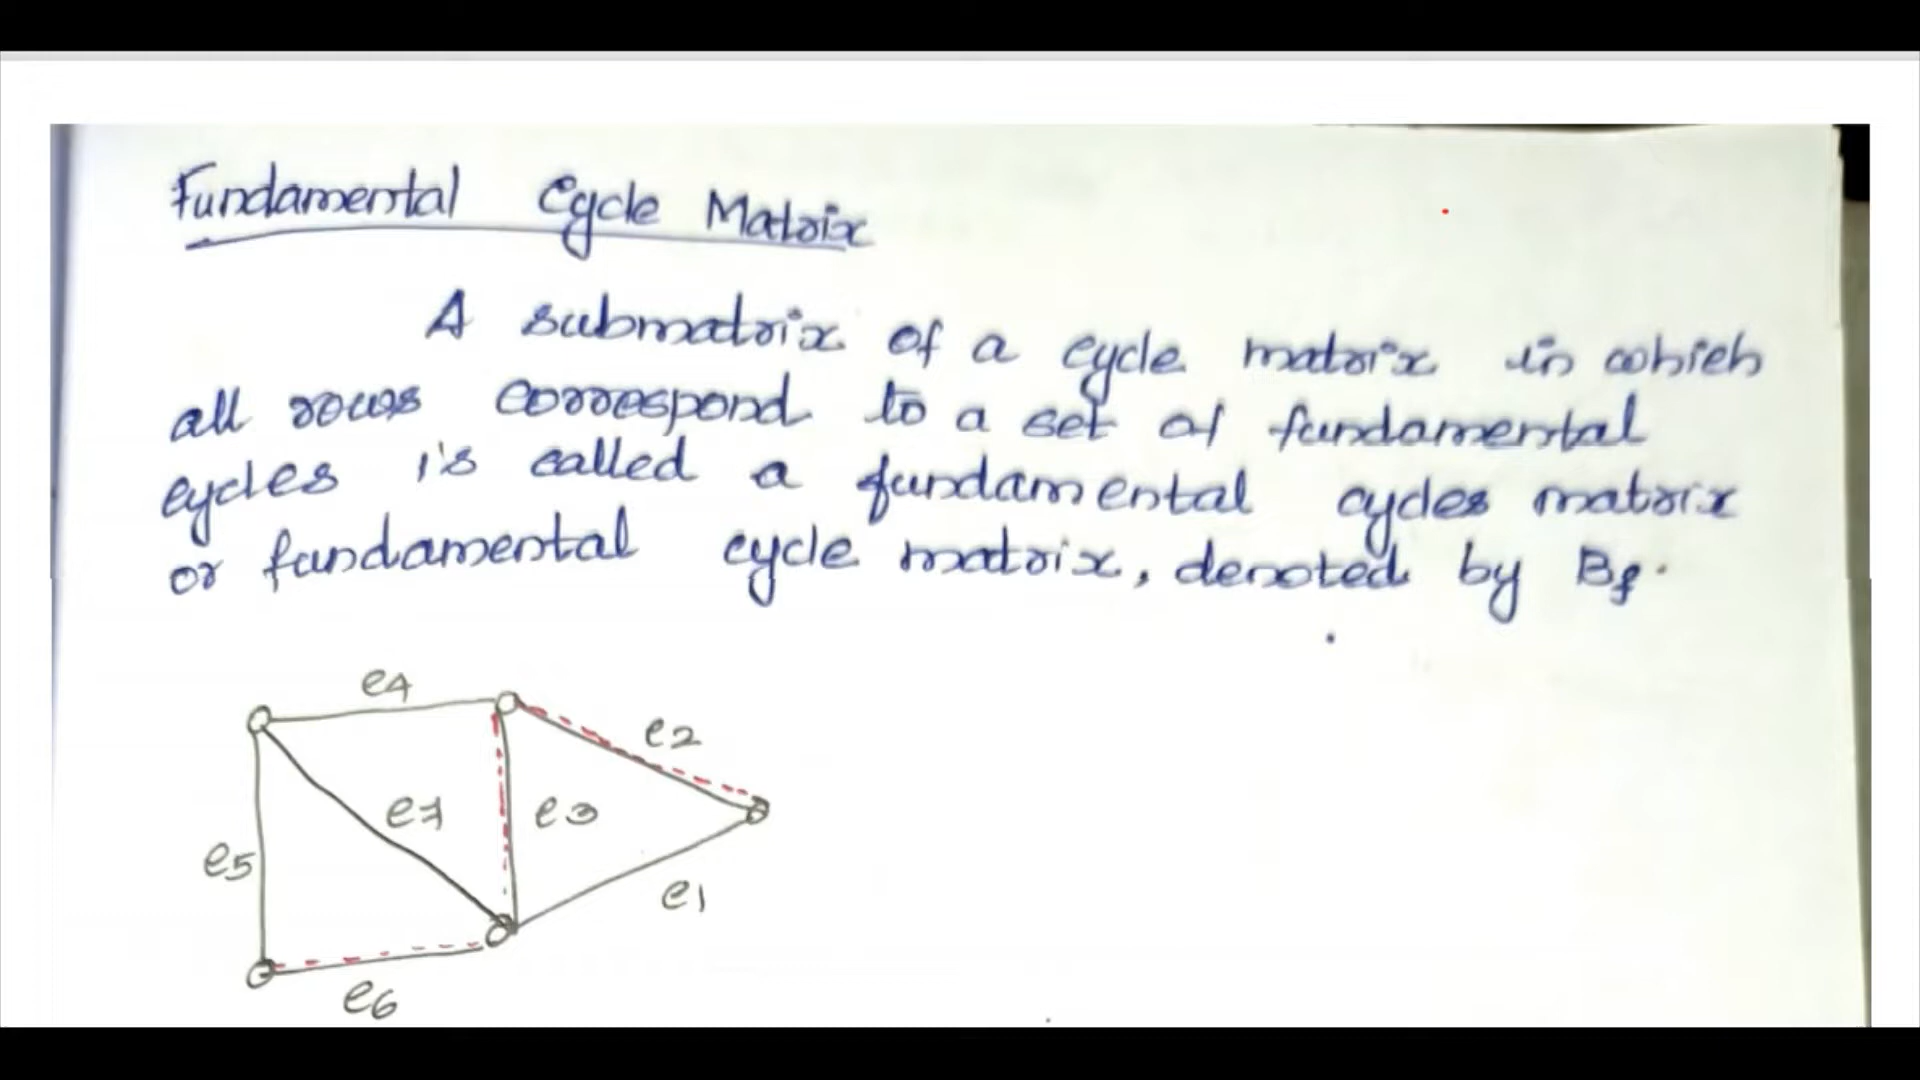 Fundamental Cycle Matrix
A submatrix of a cycle matrix in which
all rows correspond to a set of fundamental
cycles is called a fundamental cycles matrix
or fundamental cycle matrix, denoted by Bf.
e4
e2
e7
e3
e5
e1
e6